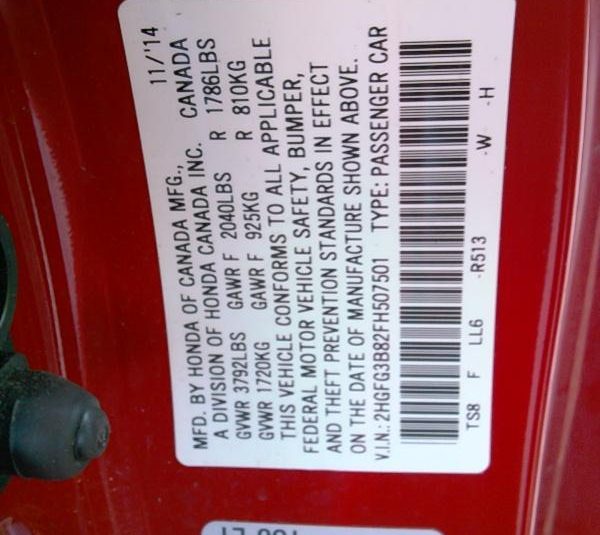 MFD. BY HONDA OF CANADA MFG., 11/'14
A DIVISION OF HONDA CANADA INC. CANADA
GVWR 3792LBS GAWR F 2040LBS R 1786LBS
GVWR 1720KG GAWR F 925KG R 810KG
THIS VEHICLE CONFORMS TO ALL APPLICABLE
FEDERAL MOTOR VEHICLE SAFETY, BUMPER,
AND THEFT PREVENTION STANDARDS IN EFFECT
ON THE DATE OF MANUFACTURE SHOWN ABOVE.
V.I.N.: 2HGFG3B82FH507501 TYPE: PASSENGER CAR
TS8 F LL6 -R513 -W -H